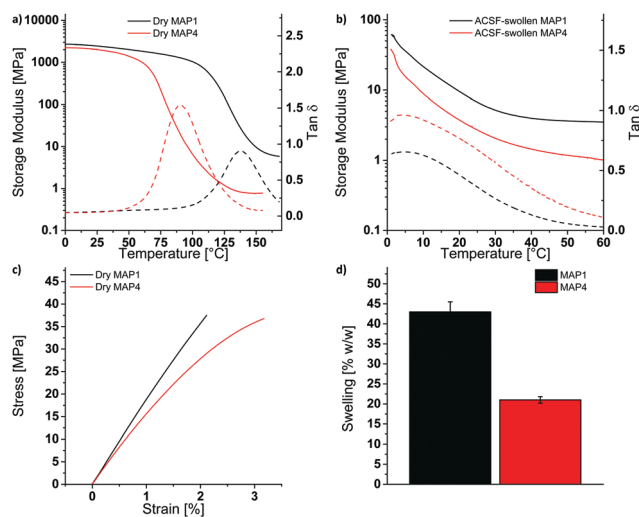 a)
Dry MAP1
Dry MAP4
10000
1000
100
10
1
0.1
Storage Modulus [MPa]
2.5
2.0
1.5
1.0
0.5
0.0
Tan δ
0 25 50 75 100 125 150
Temperature [°C]
b)
ACSF-swollen MAP1
ACSF-swollen MAP4
100
10
1
0.1
Storage Modulus [MPa]
1.5
1.0
0.5
0.0
Tan δ
0 10 20 30 40 50 60
Temperature [°C]
c)
Dry MAP1
Dry MAP4
45
40
35
30
25
20
15
10
5
0
Stress [MPa]
0 1 2 3
Strain [%]
d)
MAP1
MAP4
50
45
40
35
30
25
20
15
10
5
0
Swelling [% w/w]